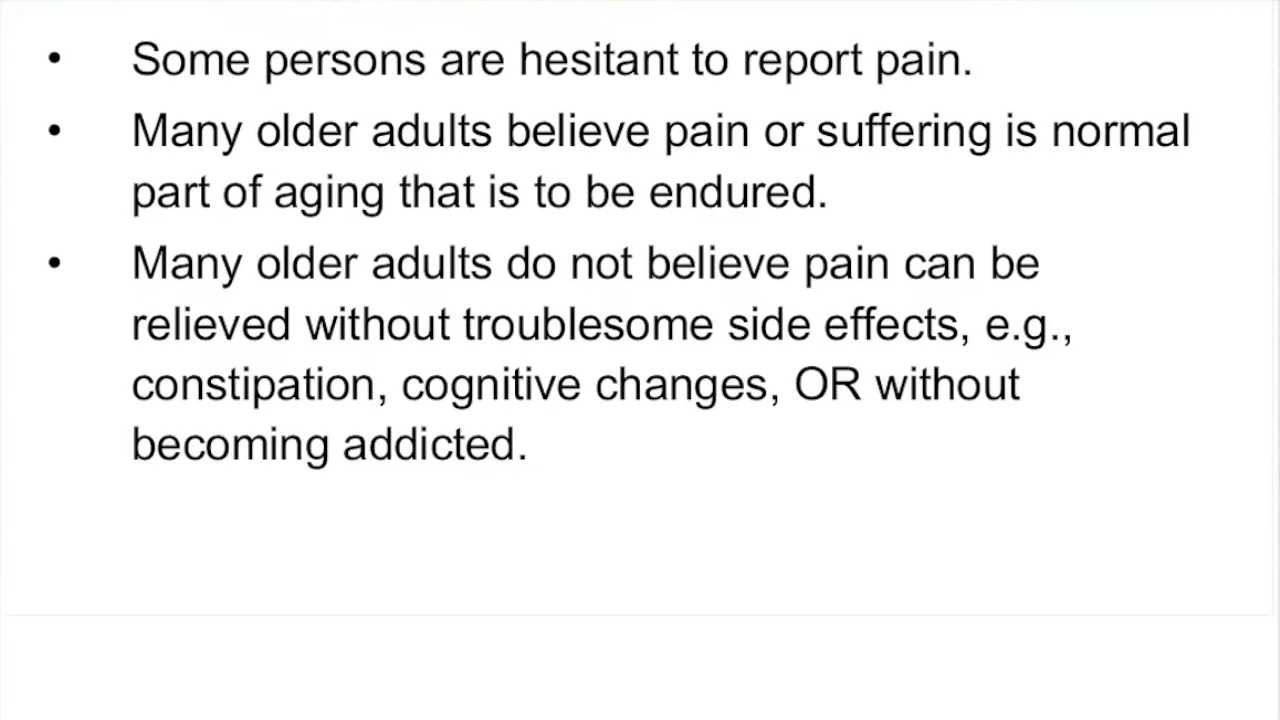 • Some persons are hesitant to report pain.
• Many older adults believe pain or suffering is normal
part of aging that is to be endured.
• Many older adults do not believe pain can be
relieved without troublesome side effects, e.g.,
constipation, cognitive changes, OR without
becoming addicted.